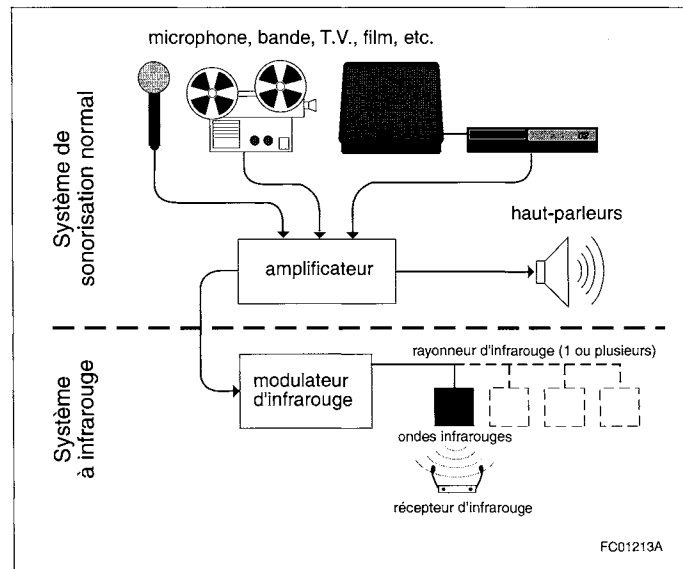 microphone, bande, T.V., film, etc.
Système de
sonorisation normal
haut-parleurs
amplificateur
Système
à infrarouge
rayonneur d'infrarouge (1 ou plusieurs)
modulateur
d'infrarouge
ondes infrarouges
récepteur d'infrarouge
FC01213A